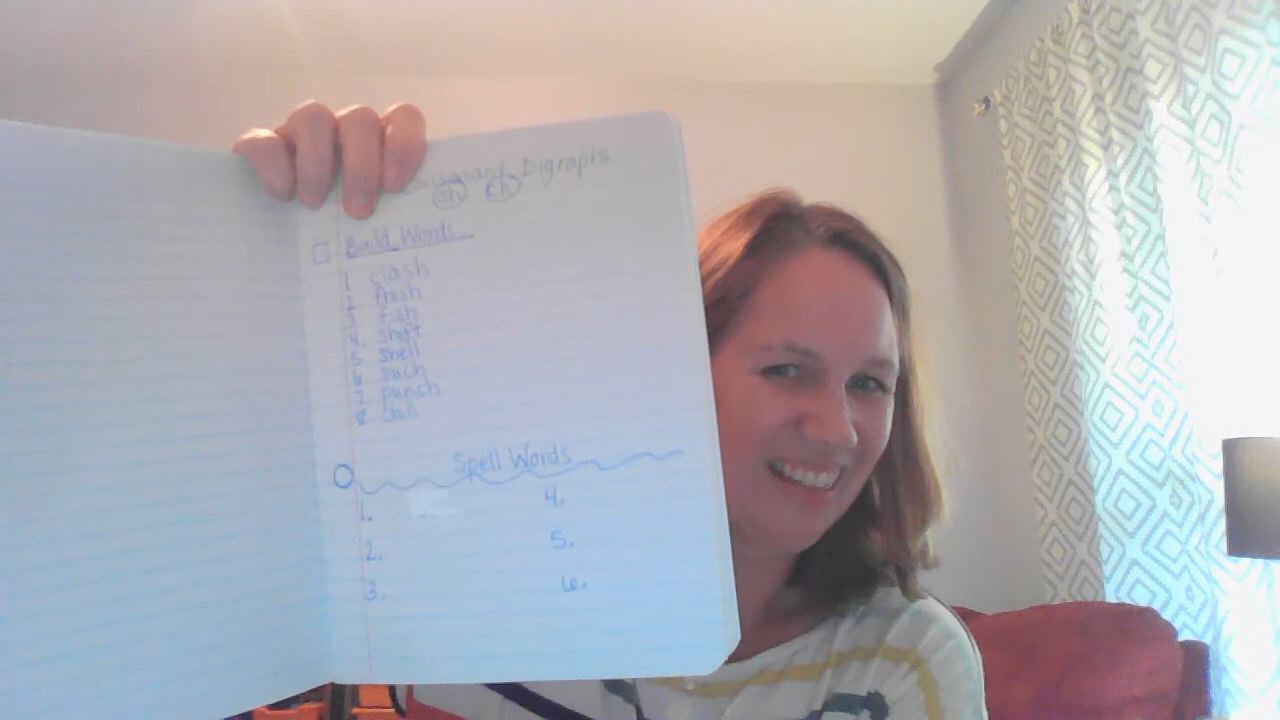 Digraphs
sh ch
Build Words
1. clash
2. fresh
3. fish
4. shift
5. shell
6. such
7. punch
8. chill
Spell Words
1. 4.
2. 5.
3. 6.